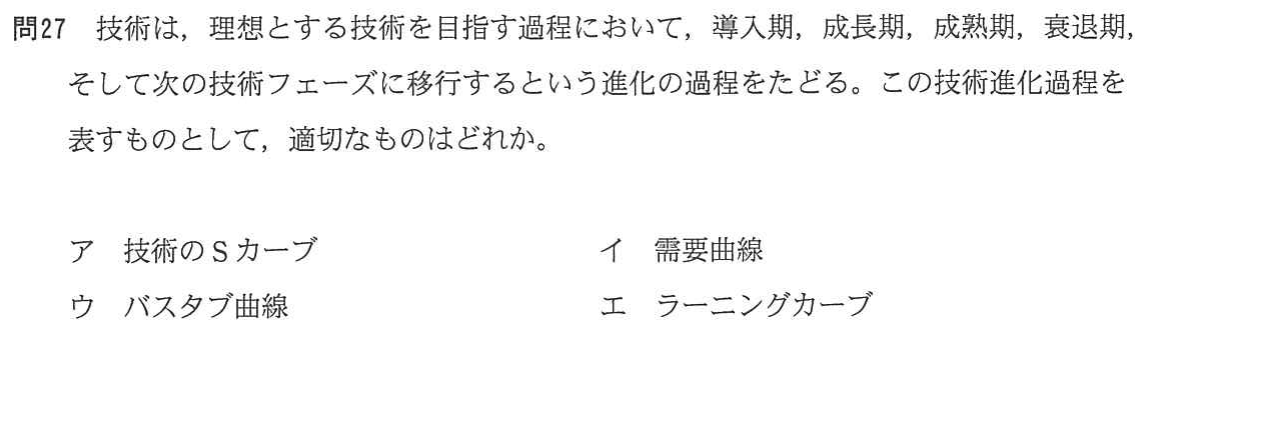 問27　技術は，理想とする技術を目指す過程において，導入期，成長期，成熟期，衰退期，
そして次の技術フェーズに移行するという進化の過程をたどる。この技術進化過程を
表すものとして，適切なものはどれか。
ア　技術のSカーブ　イ　需要曲線
ウ　バスタブ曲線　エ　ラーニングカーブ